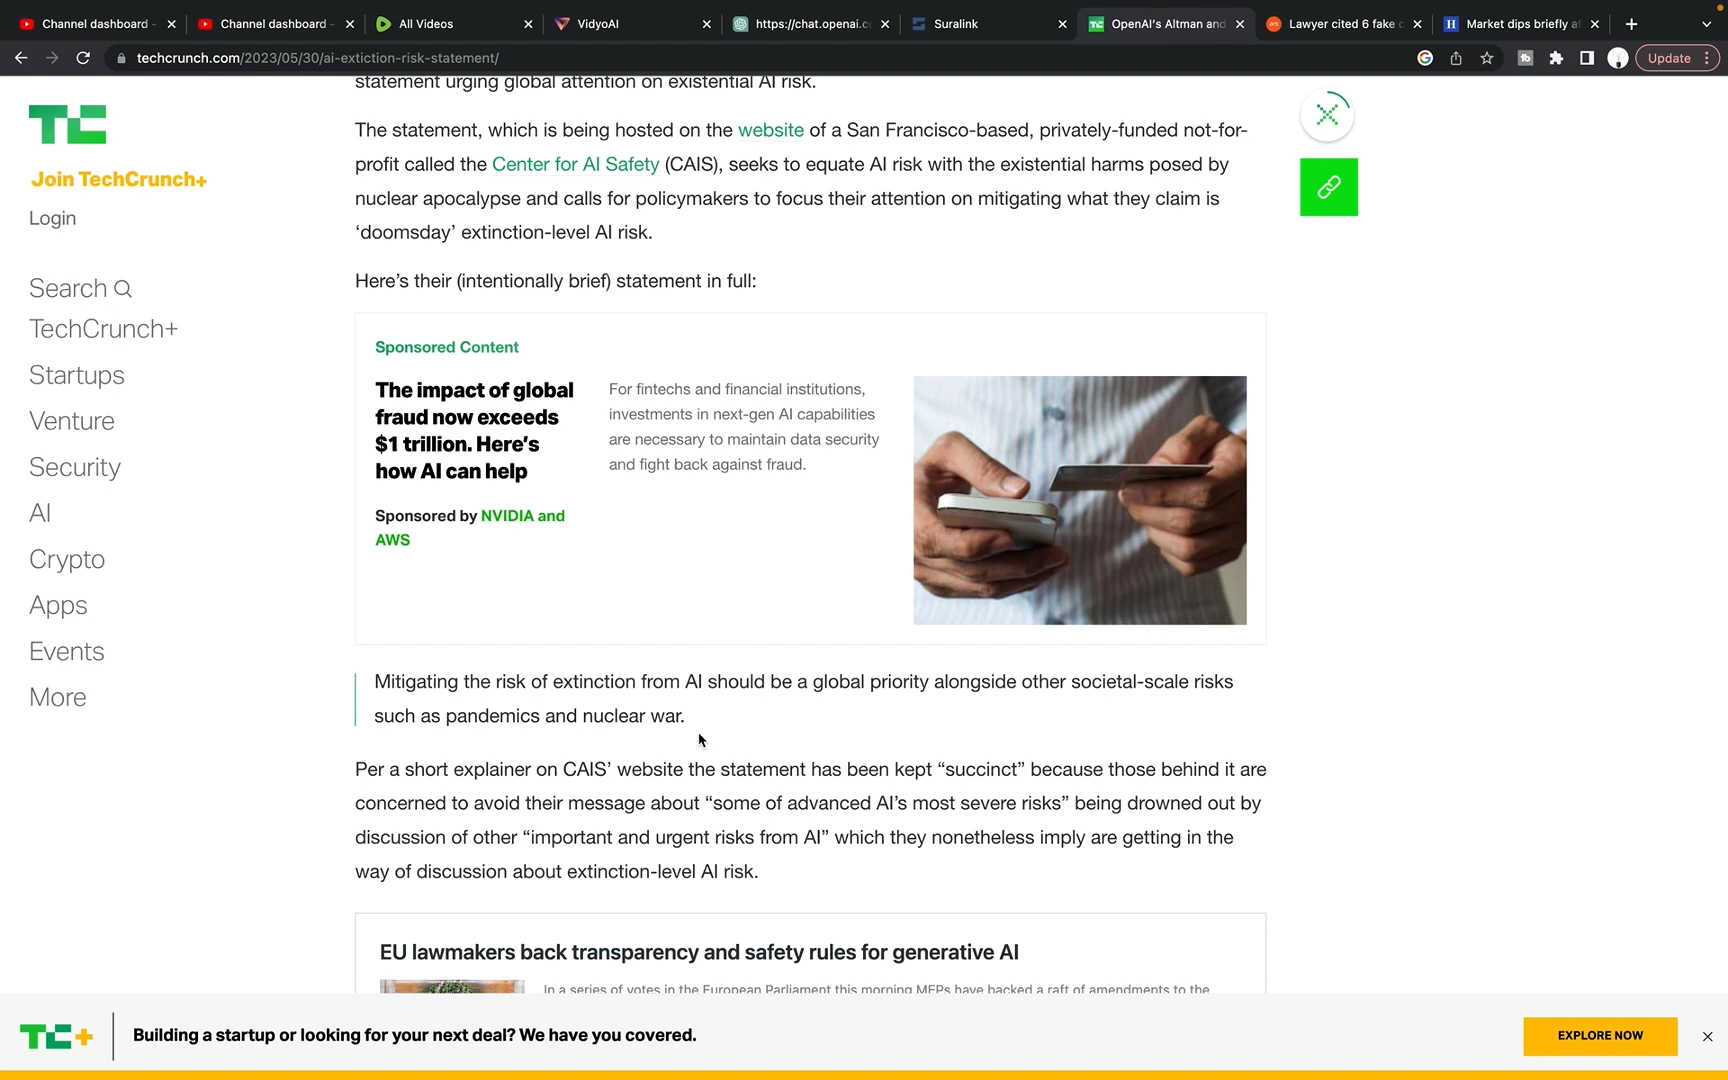 Channel dashboard -
Channel dashboard -
All Videos
VidyoAI
https://chat.openai.c
Suralink
OpenAI's Altman and
Lawyer cited 6 fake c
Market dips briefly a
techcrunch.com/2023/05/30/ai-extiction-risk-statement/
Update
TC
Join TechCrunch+
Login
Search
TechCrunch+
Startups
Venture
Security
AI
Crypto
Apps
Events
More
statement urging global attention on existential AI risk.
The statement, which is being hosted on the website of a San Francisco-based, privately-funded not-for-
profit called the Center for AI Safety (CAIS), seeks to equate AI risk with the existential harms posed by
nuclear apocalypse and calls for policymakers to focus their attention on mitigating what they claim is
‘doomsday’ extinction-level AI risk.
Here’s their (intentionally brief) statement in full:
Sponsored Content
The impact of global
fraud now exceeds
$1 trillion. Here’s
how AI can help
Sponsored by NVIDIA and
AWS
For fintechs and financial institutions,
investments in next-gen AI capabilities
are necessary to maintain data security
and fight back against fraud.
Mitigating the risk of extinction from AI should be a global priority alongside other societal-scale risks
such as pandemics and nuclear war.
Per a short explainer on CAIS’ website the statement has been kept “succinct” because those behind it are
concerned to avoid their message about “some of advanced AI’s most severe risks” being drowned out by
discussion of other “important and urgent risks from AI” which they nonetheless imply are getting in the
way of discussion about extinction-level AI risk.
EU lawmakers back transparency and safety rules for generative AI
In a series of votes in the European Parliament this morning MEPs have backed a raft of amendments to the
TC+
Building a startup or looking for your next deal? We have you covered.
EXPLORE NOW